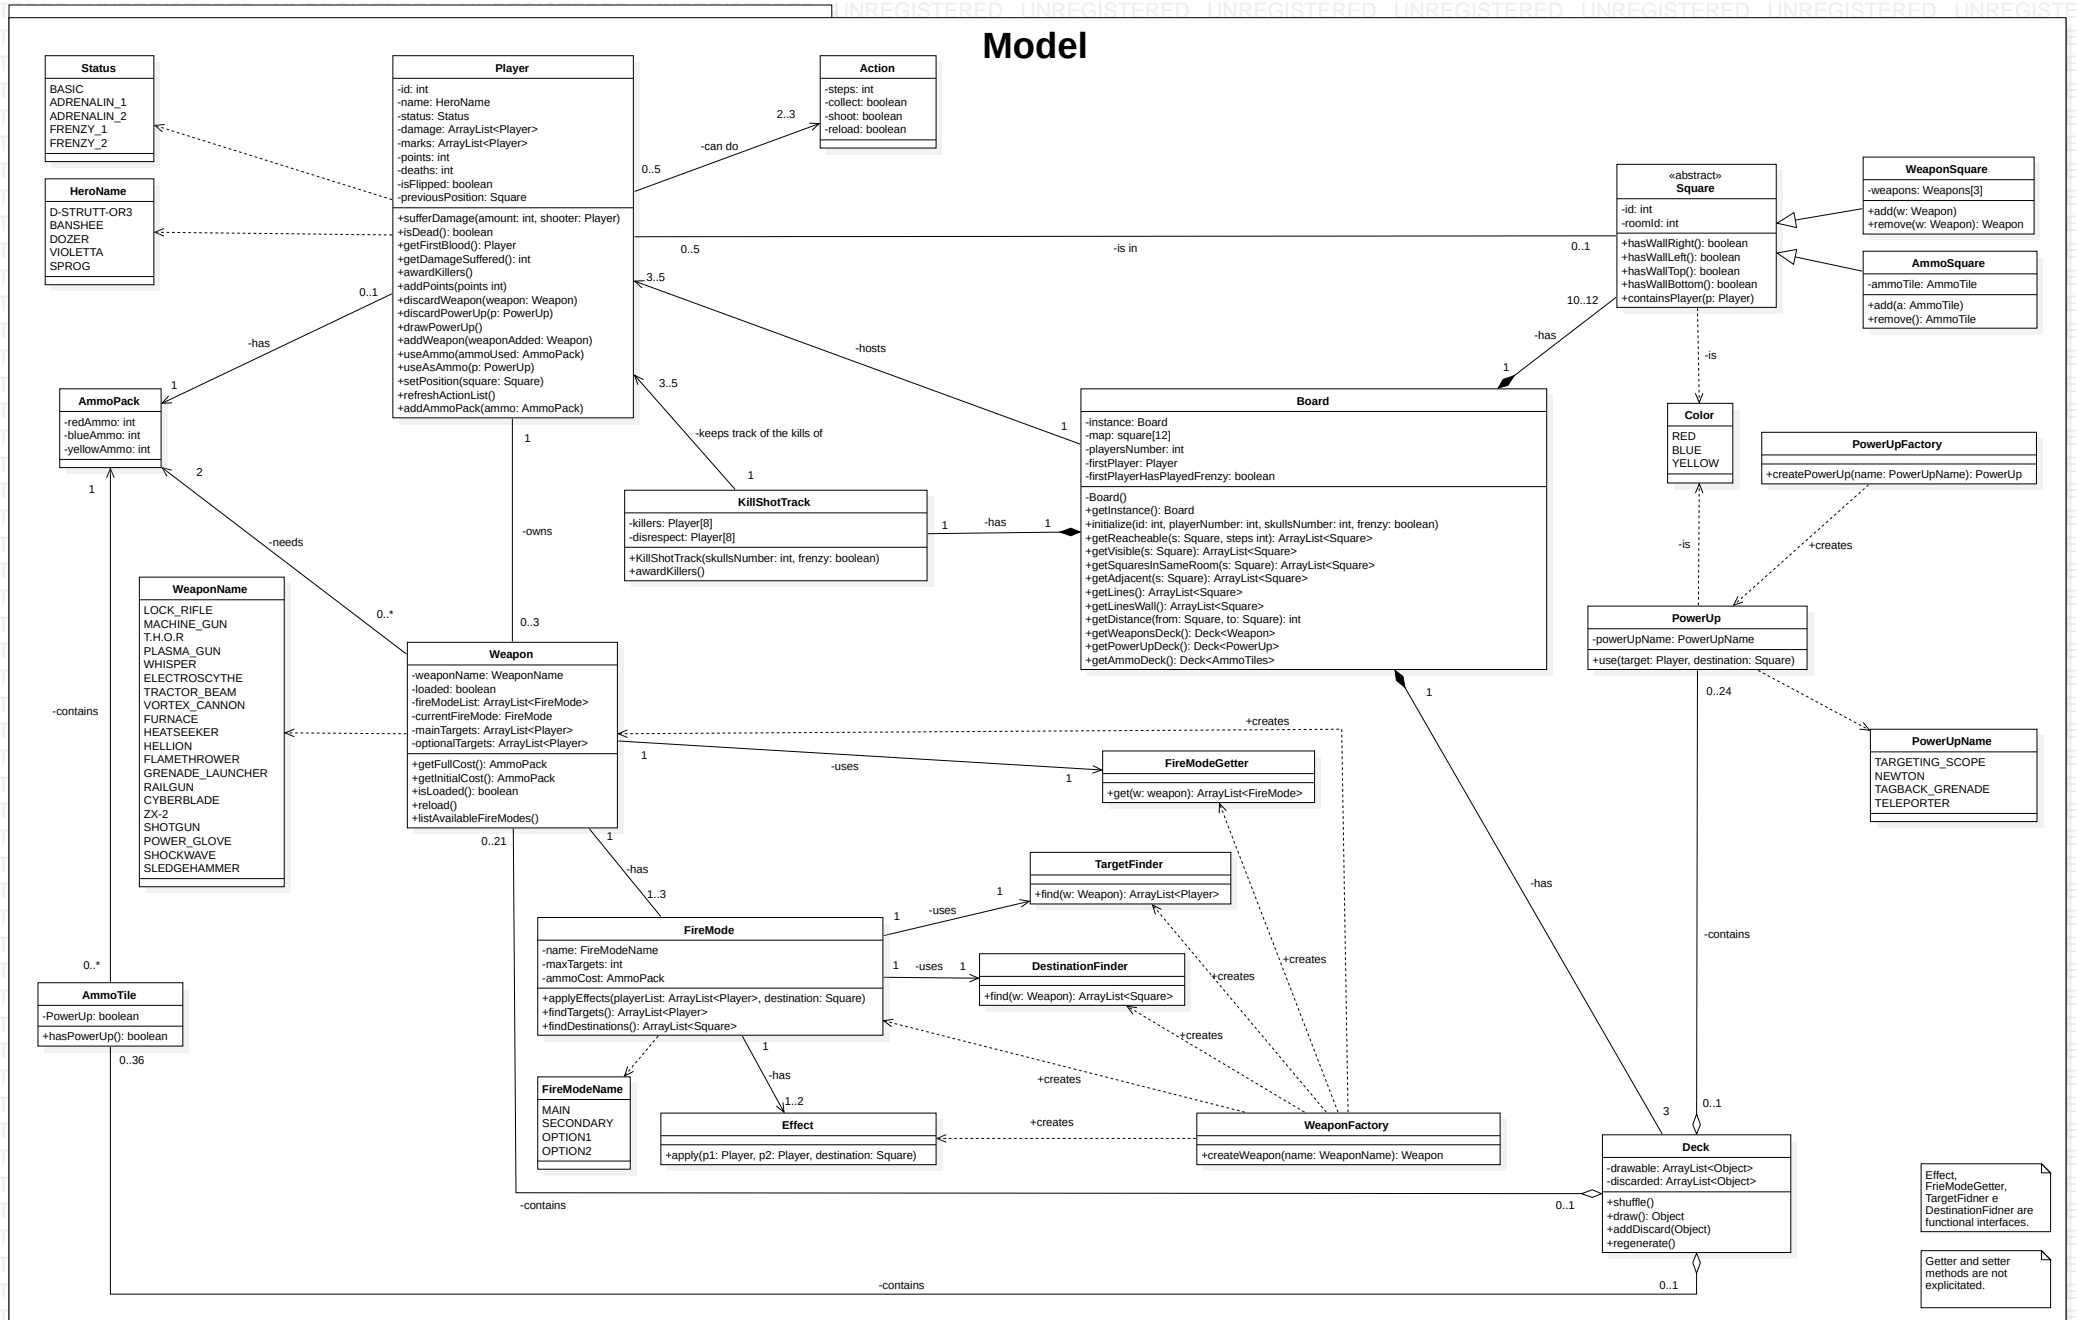 UNREGISTERED UNREGISTERED UNREGISTERED UNREGISTERED UNREGISTERED UNREGISTERED
Model
Status
BASIC
ADRENALIN_1
ADRENALIN_2
FRENZY_1
FRENZY_2
HeroName
D-STRUTT-OR3
BANSHEE
DOZER
VIOLETTA
SPROG
Player
-id: int
-name: HeroName
-status: Status
-damage: ArrayList<Player>
-marks: ArrayList<Player>
-points: int
-deaths: int
-isFlipped: boolean
-previousPosition: Square
+sufferDamage(amount: int, shooter: Player)
+isDead(): boolean
+getFirstBlood(): Player
+getDamageSuffered(): int
+awardKillers()
+addPoints(points int)
+discardWeapon(weapon: Weapon)
+discardPowerUp(p: PowerUp)
+drawPowerUp()
+addWeapon(weaponAdded: Weapon)
+useAmmo(ammoUsed: AmmoPack)
+useAsAmmo(p: PowerUp)
+setPosition(square: Square)
+refreshActionList()
+addAmmoPack(ammo: AmmoPack)
Action
-steps: int
-collect: boolean
-shoot: boolean
-reload: boolean
2..3
-can do
0..5
0..5
-is in
0..1
«abstract»
Square
-id: int
-roomId: int
+hasWallRight(): boolean
+hasWallLeft(): boolean
+hasWallTop(): boolean
+hasWallBottom(): boolean
+containsPlayer(p: Player)
WeaponSquare
-weapons: Weapons[3]
+add(w: Weapon)
+remove(w: Weapon): Weapon
AmmoSquare
-ammoTile: AmmoTile
+add(a: AmmoTile)
+remove(): AmmoTile
0..1
-has
1
3..5
-hosts
1
10..12
-has
1
-is
AmmoPack
-redAmmo: int
-blueAmmo: int
-yellowAmmo: int
3..5
-keeps track of the kills of
1
KillShotTrack
-killers: Player[8]
-disrespect: Player[8]
+KillShotTrack(skullsNumber: int, frenzy: boolean)
+awardKillers()
1
-has
1
Board
-instance: Board
-map: square[12]
-playersNumber: int
-firstPlayer: Player
-firstPlayerHasPlayedFrenzy: boolean
-Board()
+getInstance(): Board
+initialize(id: int, playerNumber: int, skullsNumber: int, frenzy: boolean)
+getReacheable(s: Square, steps int): ArrayList<Square>
+getVisible(s: Square): ArrayList<Square>
+getSquaresInSameRoom(s: Square): ArrayList<Square>
+getAdjacent(s: Square): ArrayList<Square>
+getLines(): ArrayList<Square>
+getLinesWall(): ArrayList<Square>
+getDistance(from: Square, to: Square): int
+getWeaponsDeck(): Deck<Weapon>
+getPowerUpDeck(): Deck<PowerUp>
+getAmmoDeck(): Deck<AmmoTiles>
Color
RED
BLUE
YELLOW
PowerUpFactory
+createPowerUp(name: PowerUpName): PowerUp
-is
+creates
PowerUp
-powerUpName: PowerUpName
+use(target: Player, destination: Square)
0..24
PowerUpName
TARGETING_SCOPE
NEWTON
TAGBACK_GRENADE
TELEPORTER
1
2
-needs
0..*
1
-owns
0..3
WeaponName
LOCK_RIFLE
MACHINE_GUN
T.H.O.R
PLASMA_GUN
WHISPER
ELECTROSCYTHE
TRACTOR_BEAM
VORTEX_CANNON
FURNACE
HEATSEEKER
HELLION
FLAMETHROWER
GRENADE_LAUNCHER
RAILGUN
CYBERBLADE
ZX-2
SHOTGUN
POWER_GLOVE
SHOCKWAVE
SLEDGEHAMMER
-contains
Weapon
-weaponName: WeaponName
-loaded: boolean
-fireModeList: ArrayList<FireMode>
-currentFireMode: FireMode
-mainTargets: ArrayList<Player>
-optionalTargets: ArrayList<Player>
+getFullCost(): AmmoPack
+getInitialCost(): AmmoPack
+isLoaded(): boolean
+reload()
+listAvailableFireModes()
+creates
1
-uses
1
FireModeGetter
+get(w: weapon): ArrayList<FireMode>
1
-has
0..21
1
-has
1..3
TargetFinder
+find(w: Weapon): ArrayList<Player>
1
-uses
1
FireMode
-name: FireModeName
-maxTargets: int
-ammoCost: AmmoPack
+applyEffects(playerList: ArrayList<Player>, destination: Square)
+findTargets(): ArrayList<Player>
+findDestinations(): ArrayList<Square>
1
-uses
1
DestinationFinder
+find(w: Weapon): ArrayList<Square>
+creates
+creates
+creates
+creates
+creates
-contains
0..*
AmmoTile
-PowerUp: boolean
+hasPowerUp(): boolean
0..36
FireModeName
MAIN
SECONDARY
OPTION1
OPTION2
1
-has
1..2
Effect
+apply(p1: Player, p2: Player, destination: Square)
WeaponFactory
+createWeapon(name: WeaponName): Weapon
3
0..1
Deck
-drawable: ArrayList<Object>
-discarded: ArrayList<Object>
+shuffle()
+draw(): Object
+addDiscard(Object)
+regenerate()
-contains
0..1
-contains
0..1
Effect,
FrieModeGetter,
TargetFidner e
DestinationFidner are
functional interfaces.
Getter and setter
methods are not
explicitated.